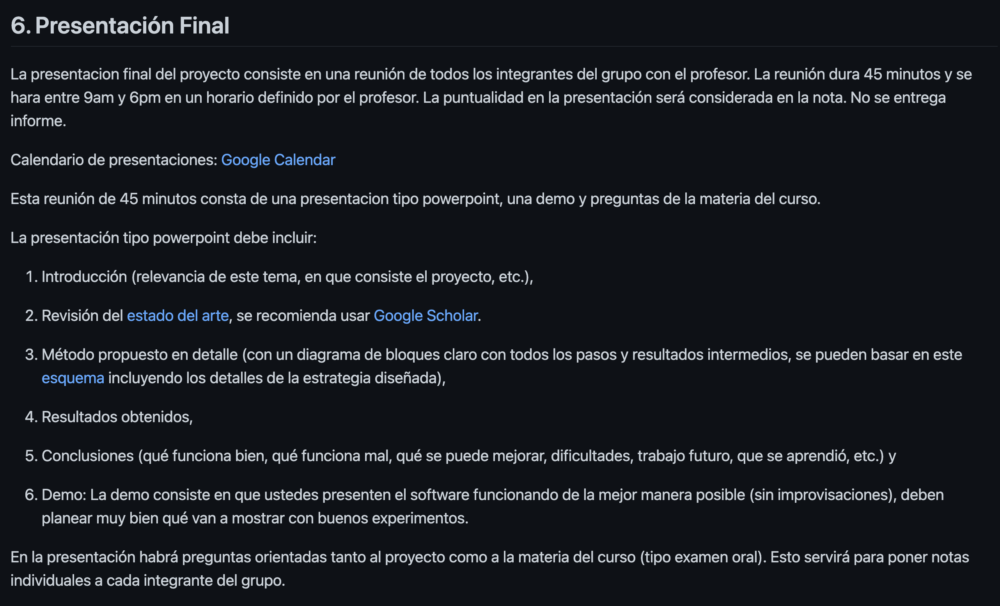 6. Presentación Final
La presentacion final del proyecto consiste en una reunión de todos los integrantes del grupo con el profesor. La reunión dura 45 minutos y se
hara entre 9am y 6pm en un horario definido por el profesor. La puntualidad en la presentación será considerada en la nota. No se entrega
informe.
Calendario de presentaciones: Google Calendar
Esta reunión de 45 minutos consta de una presentacion tipo powerpoint, una demo y preguntas de la materia del curso.
La presentación tipo powerpoint debe incluir:
1. Introducción (relevancia de este tema, en que consiste el proyecto, etc.),
2. Revisión del estado del arte, se recomienda usar Google Scholar.
3. Método propuesto en detalle (con un diagrama de bloques claro con todos los pasos y resultados intermedios, se pueden basar en este
esquema incluyendo los detalles de la estrategia diseñada),
4. Resultados obtenidos,
5. Conclusiones (qué funciona bien, qué funciona mal, qué se puede mejorar, dificultades, trabajo futuro, que se aprendió, etc.) y
6. Demo: La demo consiste en que ustedes presenten el software funcionando de la mejor manera posible (sin improvisaciones), deben
planear muy bien qué van a mostrar con buenos experimentos.
En la presentación habrá preguntas orientadas tanto al proyecto como a la materia del curso (tipo examen oral). Esto servirá para poner notas
individuales a cada integrante del grupo.